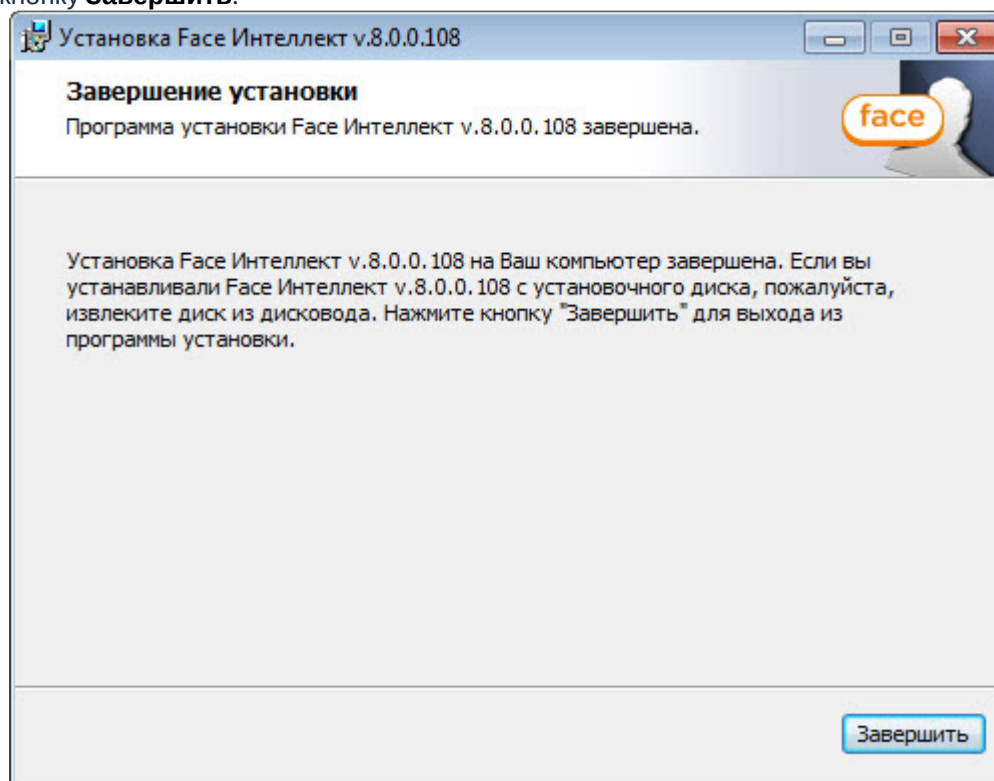 кнопку Завершить.
Установка Face Интеллект v.8.0.0.108
Завершение установки
Программа установки Face Интеллект v.8.0.0.108 завершена.
face
Установка Face Интеллект v.8.0.0.108 на Ваш компьютер завершена. Если вы
устанавливали Face Интеллект v.8.0.0.108 с установочного диска, пожалуйста,
извлеките диск из дисковода. Нажмите кнопку "Завершить" для выхода из
программы установки.
Завершить